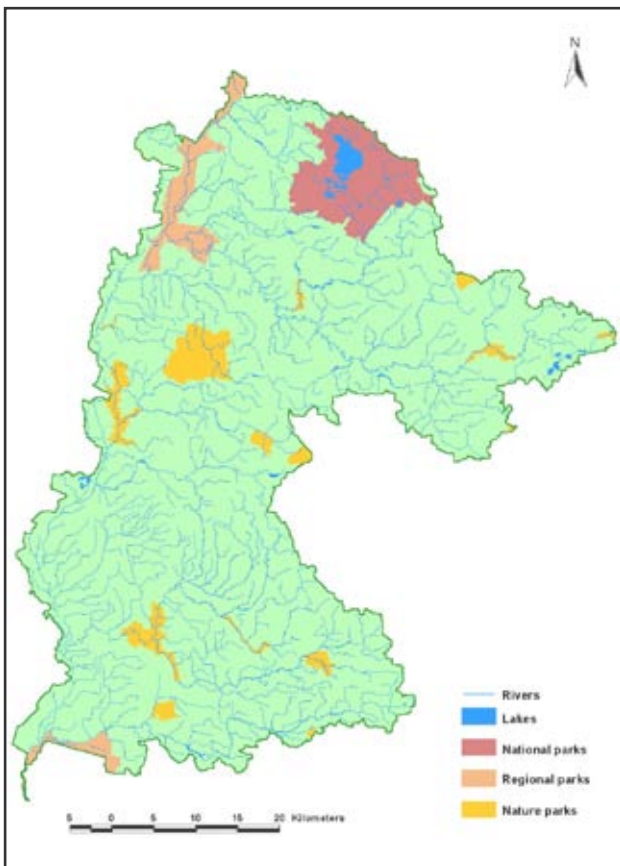 N
Rivers
Lakes
National parks
Regional parks
Nature parks
5 0 5 10 15 20 Kilometers